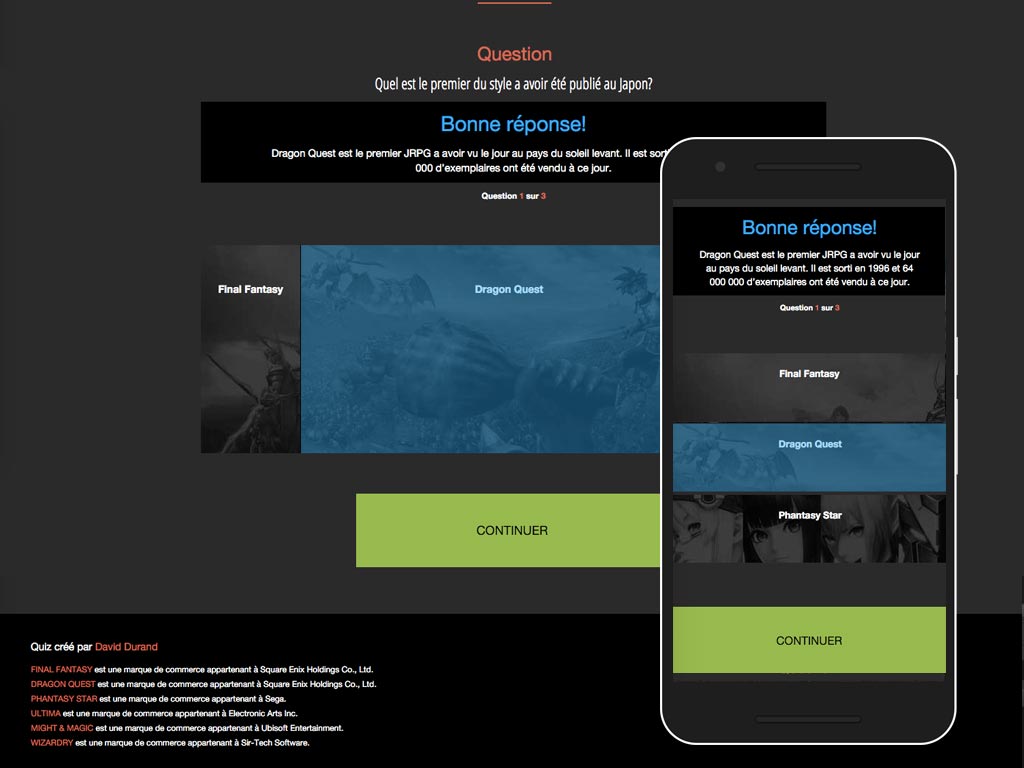 Question
Quel est le premier du style a avoir été publié au Japon?
Bonne réponse!
Dragon Quest est le premier JRPG a avoir vu le jour au pays du soleil levant. Il est sorti
000 d'exemplaires ont été vendu à ce jour.
Question 1 sur 3
Final Fantasy
Dragon Quest
CONTINUER
Bonne réponse!
Dragon Quest est le premier JRPG a avoir vu le jour
au pays du soleil levant. Il est sorti en 1996 et 64
000 000 d'exemplaires ont été vendu à ce jour.
Question 1 sur 3
Final Fantasy
Dragon Quest
Phantasy Star
CONTINUER
Quiz créé par David Durand
FINAL FANTASY est une marque de commerce appartenant à Square Enix Holdings Co., Ltd.
DRAGON QUEST est une marque de commerce appartenant à Square Enix Holdings Co., Ltd.
PHANTASY STAR est une marque de commerce appartenant à Sega.
ULTIMA est une marque de commerce appartenant à Electronic Arts Inc.
MIGHT & MAGIC est une marque de commerce appartenant à Ubisoft Entertainment.
WIZARDRY est une marque de commerce appartenant à Sir-Tech Software.